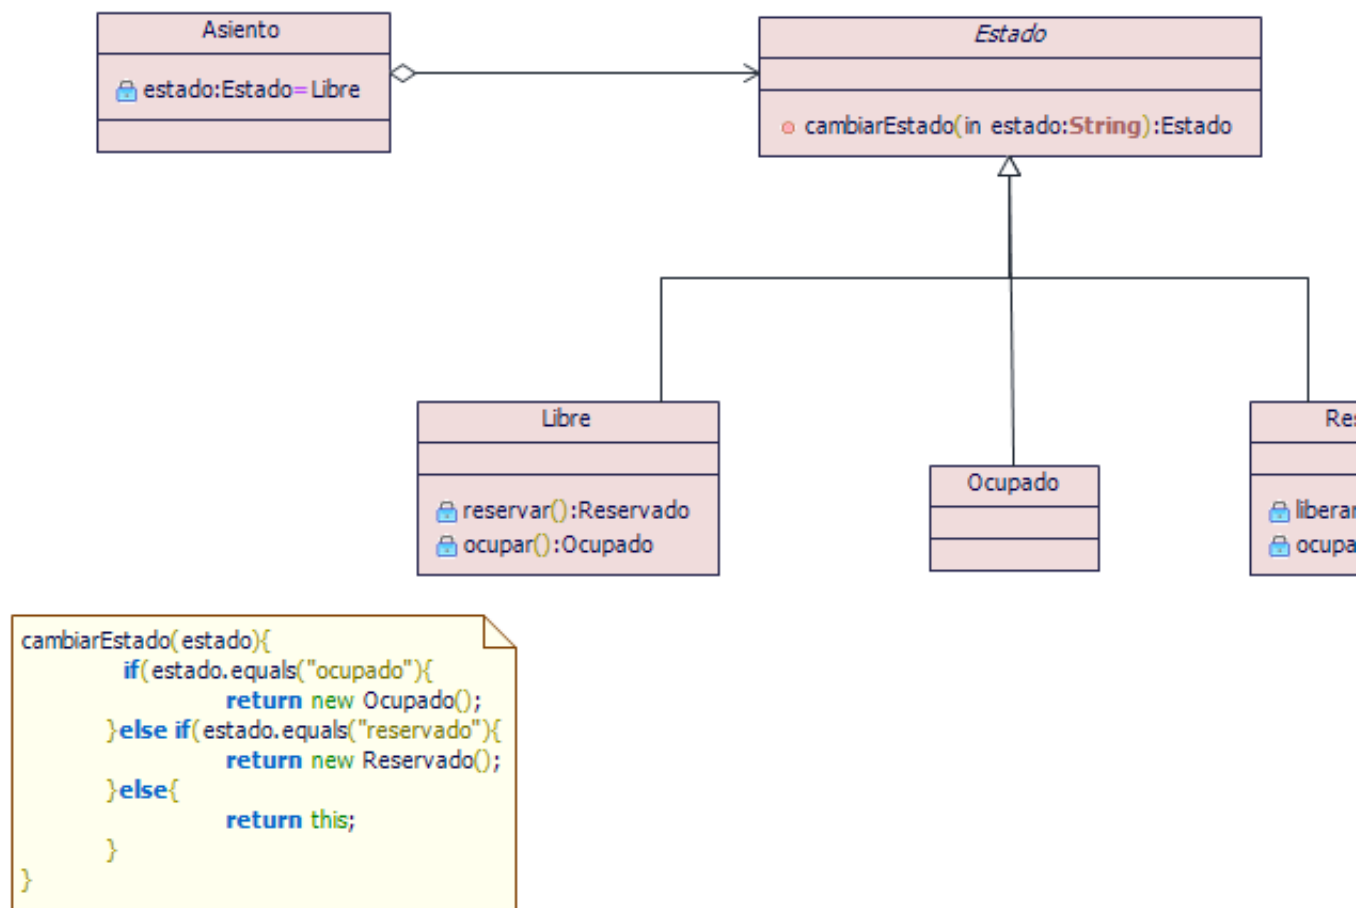 Asiento
estado:Estado=Libre
Estado
cambiarEstado(in estado:String):Estado
Libre
reservar():Reservado
ocupar():Ocupado
Ocupado
cambiarEstado(estado){
if(estado.equals("ocupado"){
return new Ocupado();
}else if(estado.equals("reservado"){
return new Reservado();
}else{
return this;
}
}